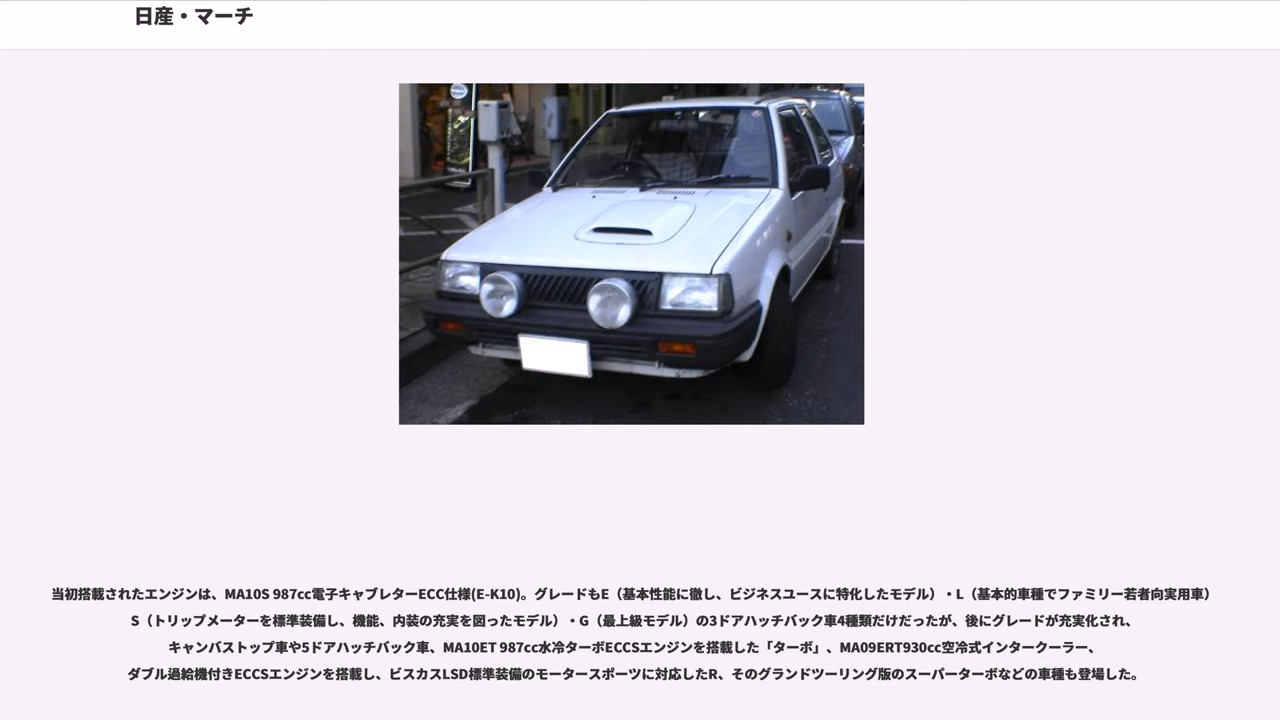 日産・マーチ
当初搭載されたエンジンは、MA10S 987cc電子キャブレターECC仕様(E-K10)。グレードもE（基本性能に徹し、ビジネスユースに特化したモデル）・L（基本的車種でファミリー若者向実用車）
S（トリップメーターを標準装備し、機能、内装の充実を図ったモデル）・G（最上級モデル）の3ドアハッチバック車4種類だけだったが、後にグレードが充実化され、
キャンバストップ車や5ドアハッチバック車、MA10ET 987cc水冷ターボECCSエンジンを搭載した「ターボ」、MA09ERT930cc空冷式インタークーラー、
ダブル過給機付きECCSエンジンを搭載し、ビスカスLSD標準装備のモータースポーツに対応したR、そのグランドツーリング版のスーパーターボなどの車種も登場した。